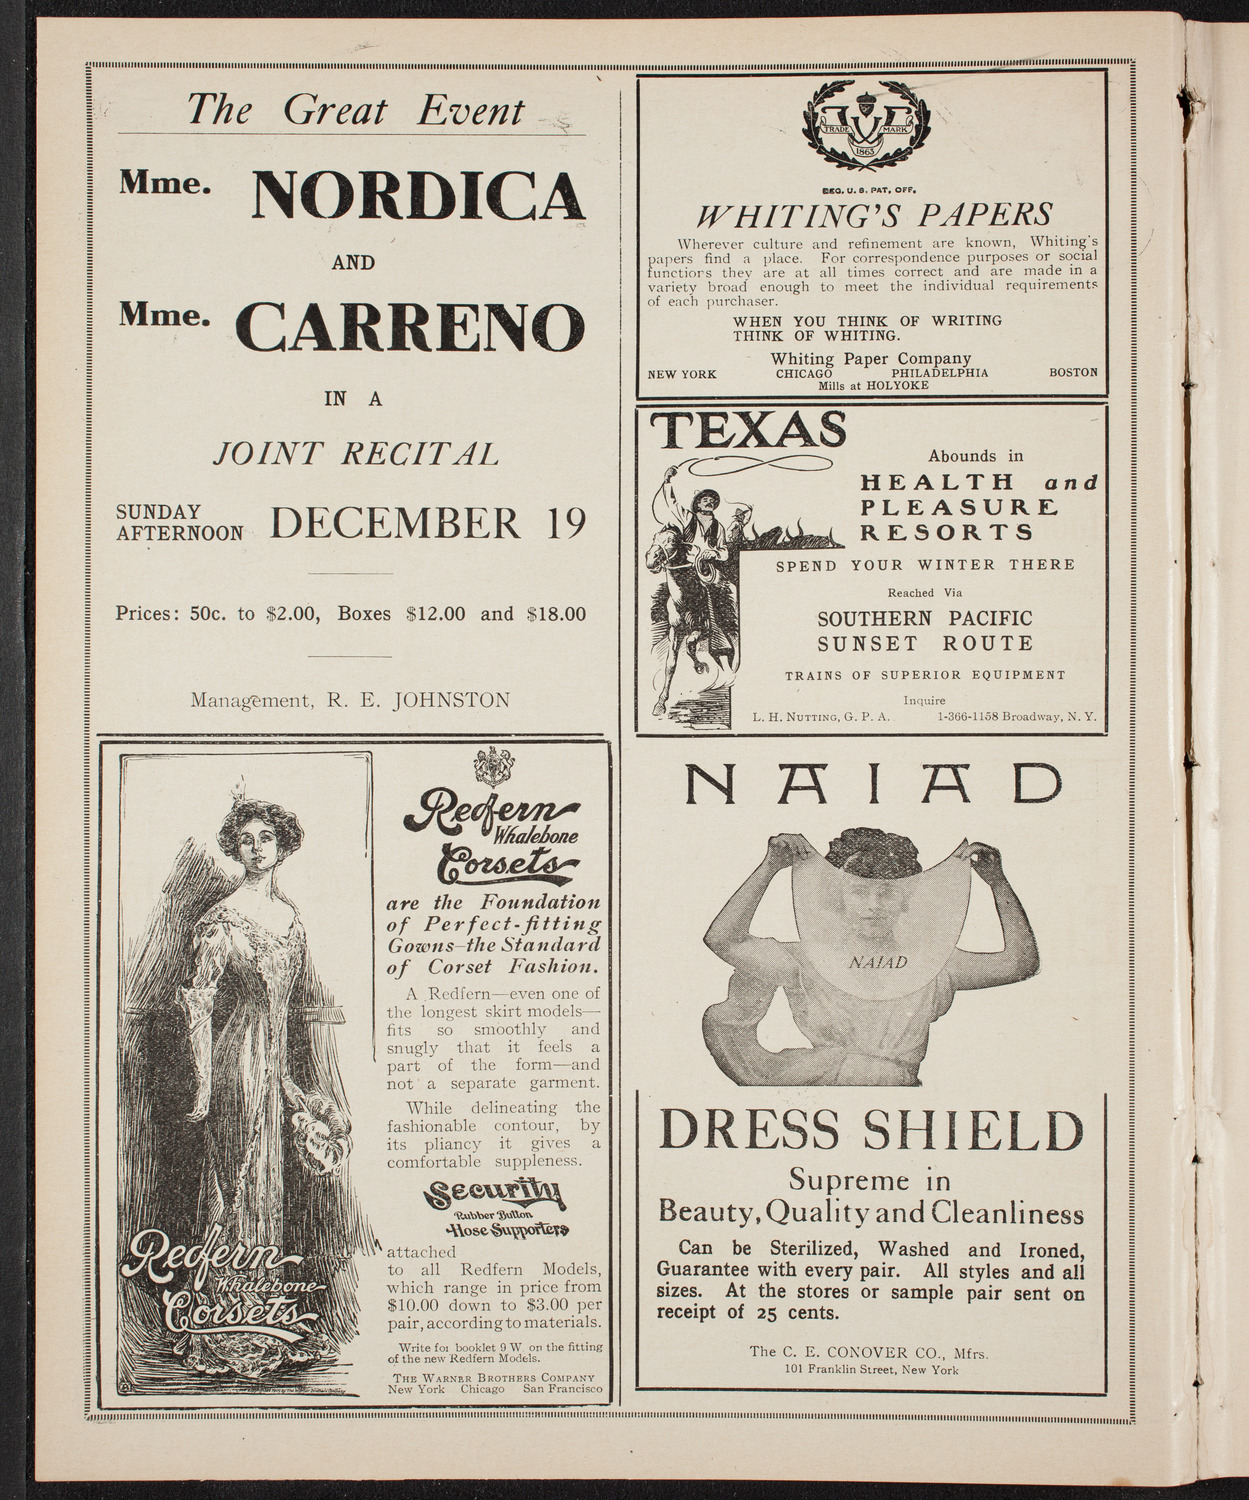 The Great Event
Mme. NORDICA
AND
Mme. CARRENO
IN A
JOINT RECITAL
SUNDAY
AFTERNOON DECEMBER 19
Prices: 50c. to $2.00, Boxes $12.00 and $18.00
Management, R. E. JOHNSTON
Redfern
Whalebone
Corsets
are the Foundation
of Perfect-fitting
Gowns—the Standard
of Corset Fashion.
A Redfern—even one of
the longest skirt models—
fits so smoothly and
snugly that it feels a
part of the form—and
not a separate garment.
While delineating the
fashionable contour, by
its pliancy it gives a
comfortable suppleness.
Security
Rubber Button
Hose Supporters
attached
to all Redfern Models,
which range in price from
$10.00 down to $3.00 per
pair, according to materials.
Write for booklet 9 W on the fitting
of the new Redfern Models.
THE WARNER BROTHERS COMPANY
New York Chicago San Francisco
Redfern
Whalebone
Corsets
TRADE MARK
1865
REG. U. S. PAT. OFF.
WHITING'S PAPERS
Wherever culture and refinement are known, Whiting's
papers find a place. For correspondence purposes or social
functions they are at all times correct and are made in a
variety broad enough to meet the individual requirements
of each purchaser.
WHEN YOU THINK OF WRITING
THINK OF WHITING.
Whiting Paper Company
NEW YORK CHICAGO PHILADELPHIA BOSTON
Mills at HOLYOKE
TEXAS
Abounds in
HEALTH and
PLEASURE
RESORTS
SPEND YOUR WINTER THERE
Reached Via
SOUTHERN PACIFIC
SUNSET ROUTE
TRAINS OF SUPERIOR EQUIPMENT
Inquire
L. H. NUTTING, G. P. A. 1-366-1158 Broadway, N. Y.
NAIAD
NAIAD
DRESS SHIELD
Supreme in
Beauty, Quality and Cleanliness
Can be Sterilized, Washed and Ironed,
Guarantee with every pair. All styles and all
sizes. At the stores or sample pair sent on
receipt of 25 cents.
The C. E. CONOVER CO., Mfrs.
101 Franklin Street, New York